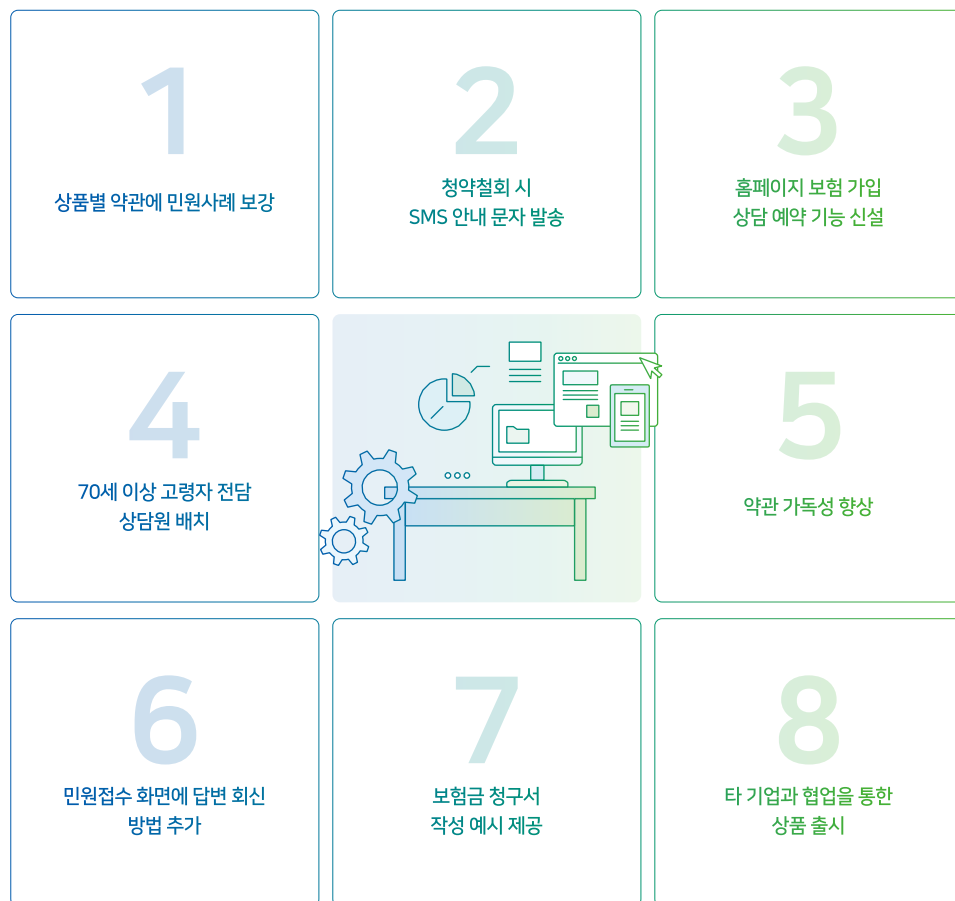 1
상품별 약관에 민원사례 보강
2
청약철회 시
SMS 안내 문자 발송
3
홈페이지 보험 가입
상담 예약 기능 신설
4
70세 이상 고령자 전담
상담원 배치
5
약관 가독성 향상
6
민원접수 화면에 답변 회신
방법 추가
7
보험금 청구서
작성 예시 제공
8
타 기업과 협업을 통한
상품 출시